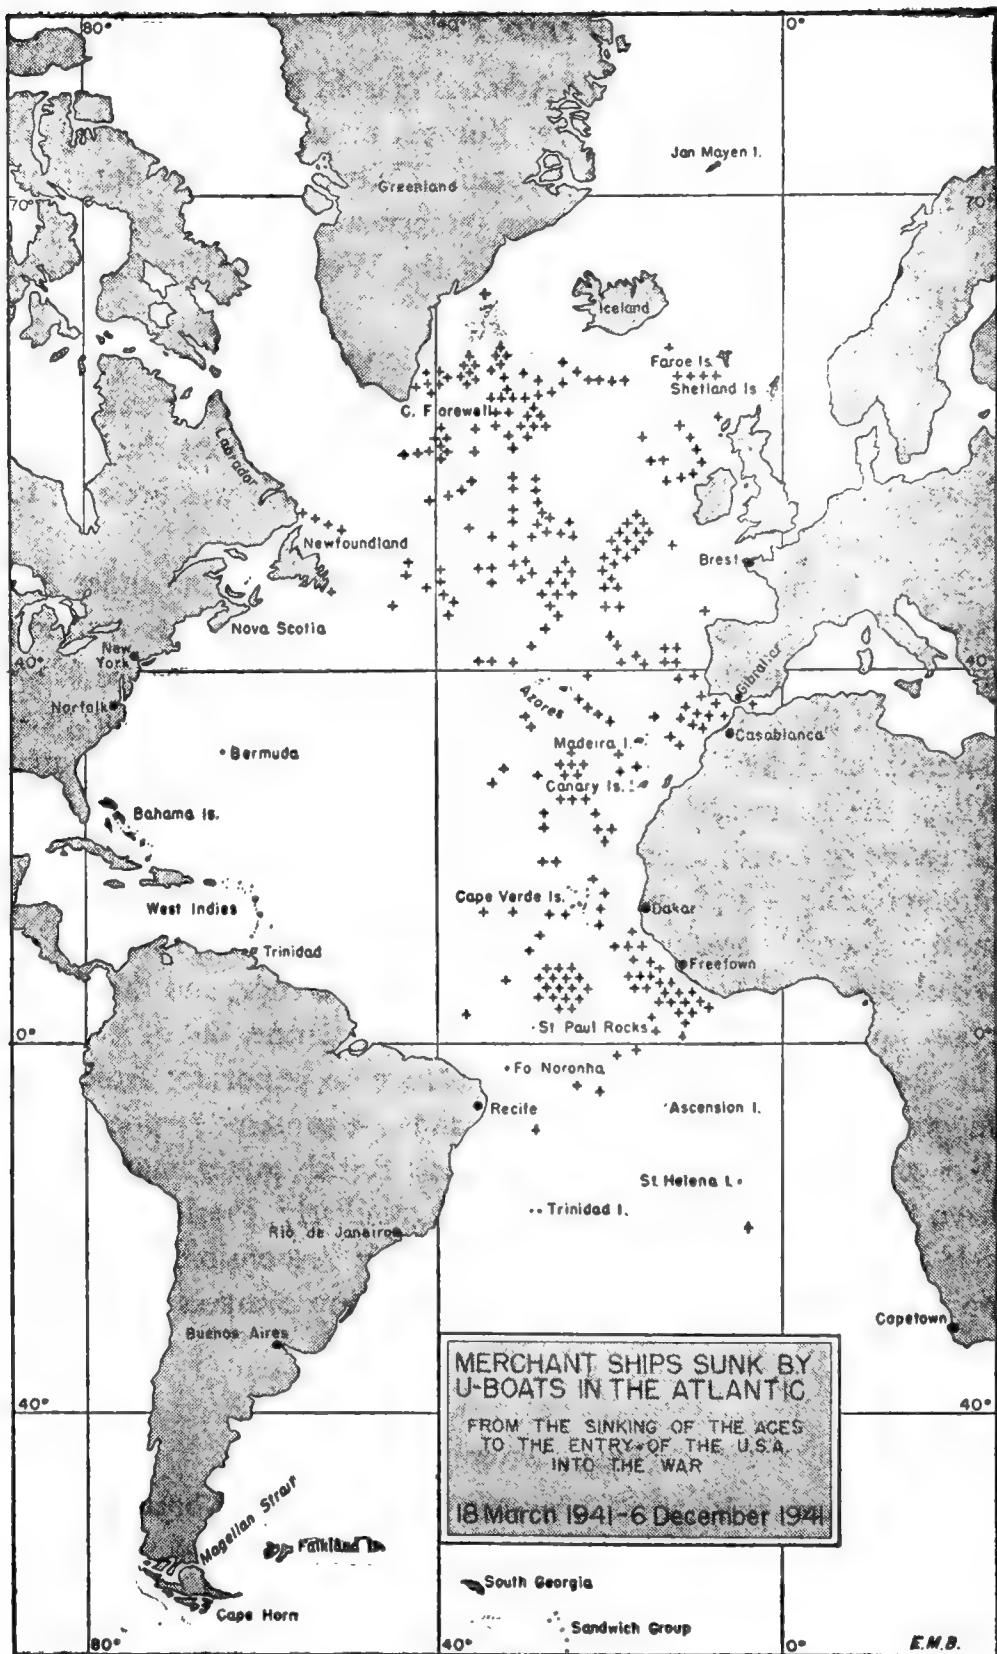 80°
40°
0°
Jan Mayen I.
Greenland
70°
70°
Iceland
Faroe Is.
Shetland Is
C. Farewell
Labrador
Newfoundland
Brest
Nova Scotia
New
York
40°
40°
Gibraltar
Norfolk
Azores
Madeira I.
Casablanca
Bermuda
Canary Is.
Bahama Is.
West Indies
Cape Verde Is.
Dakar
Trinidad
Freetown
St Paul Rocks
0°
0°
Fo Noronha
Recife
Ascension I.
St. Helena I.
Trinidad I.
Rio de Janeiro
Capetown
Buenos Aires
MERCHANT SHIPS SUNK BY
U-BOATS IN THE ATLANTIC
FROM THE SINKING OF THE ACES
TO THE ENTRY OF THE U.S.A.
INTO THE WAR
18 March 1941-6 December 1941
40°
40°
Magellan Strait
Falkland Is.
South Georgia
Cape Horn
Sandwich Group
80°
40°
0°
E.M.B.